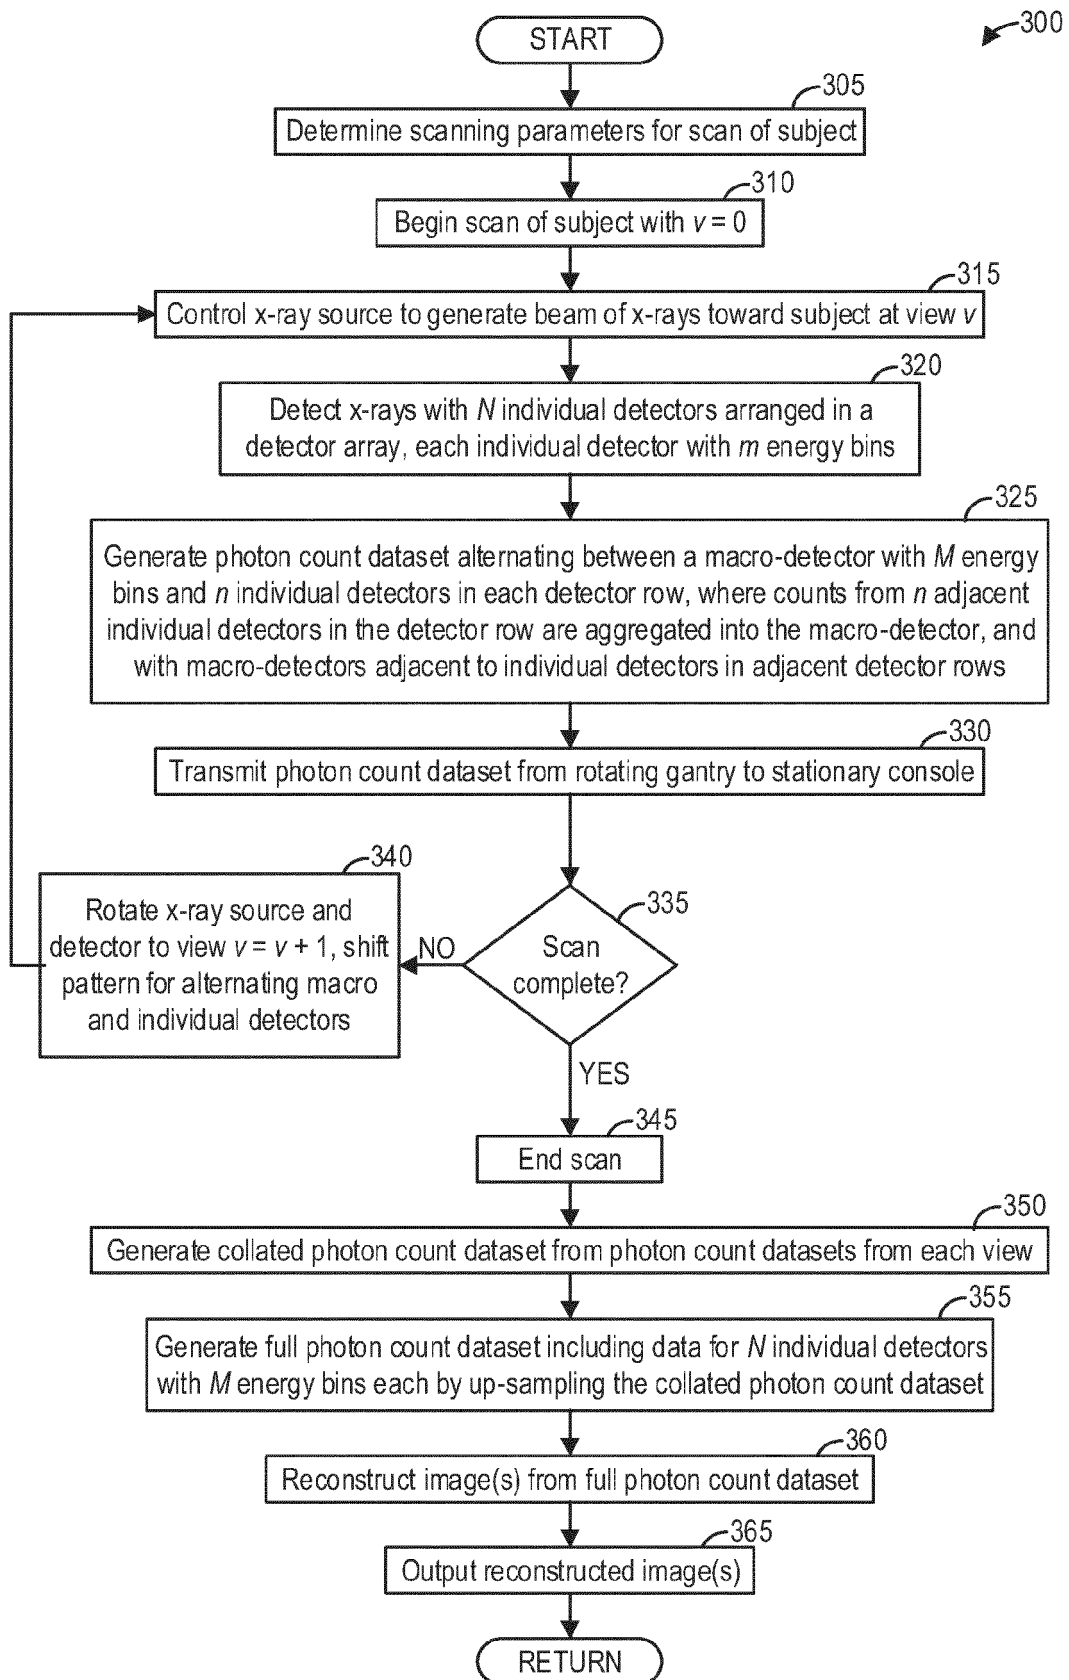 START
300
305
Determine scanning parameters for scan of subject
310
Begin scan of subject with v = 0
315
Control x-ray source to generate beam of x-rays toward subject at view v
320
Detect x-rays with N individual detectors arranged in a
detector array, each individual detector with m energy bins
325
Generate photon count dataset alternating between a macro-detector with M energy
bins and n individual detectors in each detector row, where counts from n adjacent
individual detectors in the detector row are aggregated into the macro-detector, and
with macro-detectors adjacent to individual detectors in adjacent detector rows
330
Transmit photon count dataset from rotating gantry to stationary console
335
Scan
complete?
NO
340
Rotate x-ray source and
detector to view v = v + 1, shift
pattern for alternating macro
and individual detectors
YES
345
End scan
350
Generate collated photon count dataset from photon count datasets from each view
355
Generate full photon count dataset including data for N individual detectors
with M energy bins each by up-sampling the collated photon count dataset
360
Reconstruct image(s) from full photon count dataset
365
Output reconstructed image(s)
RETURN